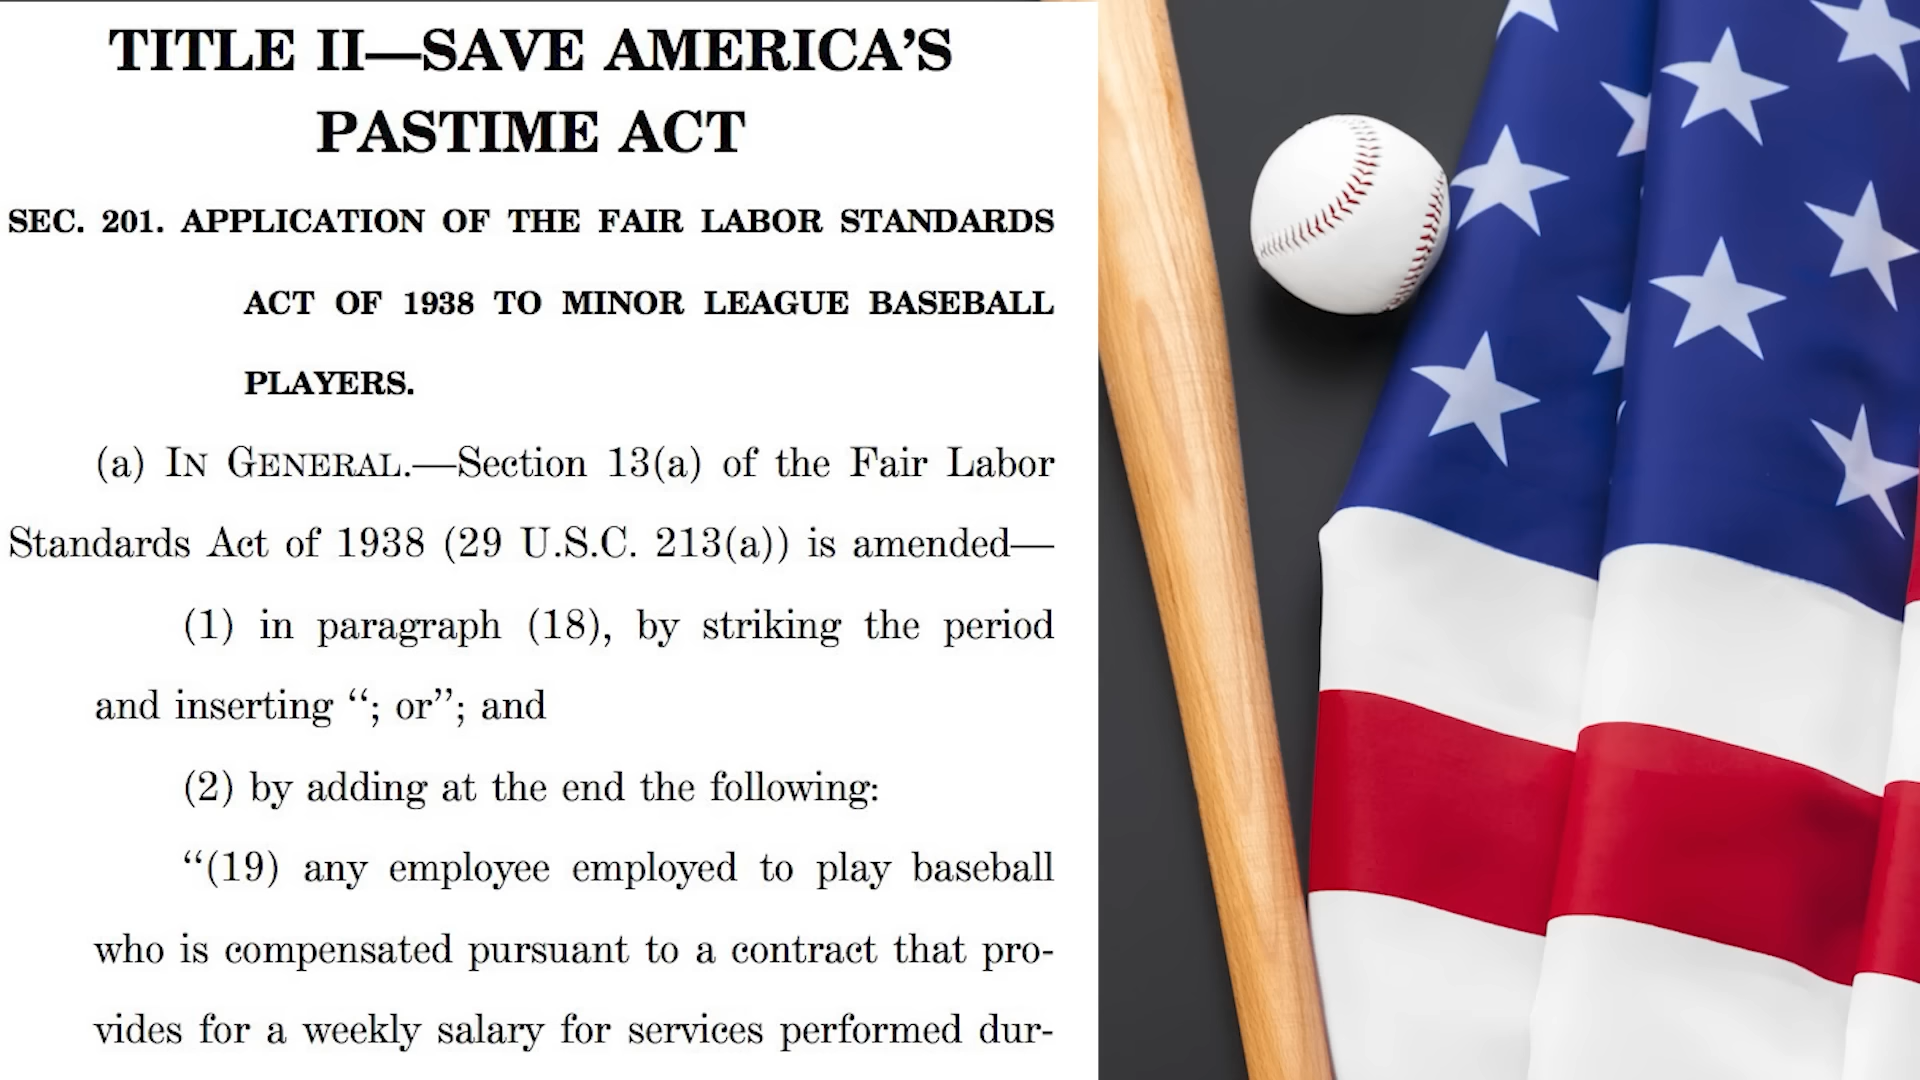 TITLE II—SAVE AMERICA’S
PASTIME ACT
SEC. 201. APPLICATION OF THE FAIR LABOR STANDARDS
ACT OF 1938 TO MINOR LEAGUE BASEBALL
PLAYERS.
(a) IN GENERAL.—Section 13(a) of the Fair Labor
Standards Act of 1938 (29 U.S.C. 213(a)) is amended—
(1) in paragraph (18), by striking the period
and inserting “; or”; and
(2) by adding at the end the following:
“(19) any employee employed to play baseball
who is compensated pursuant to a contract that pro-
vides for a weekly salary for services performed dur-